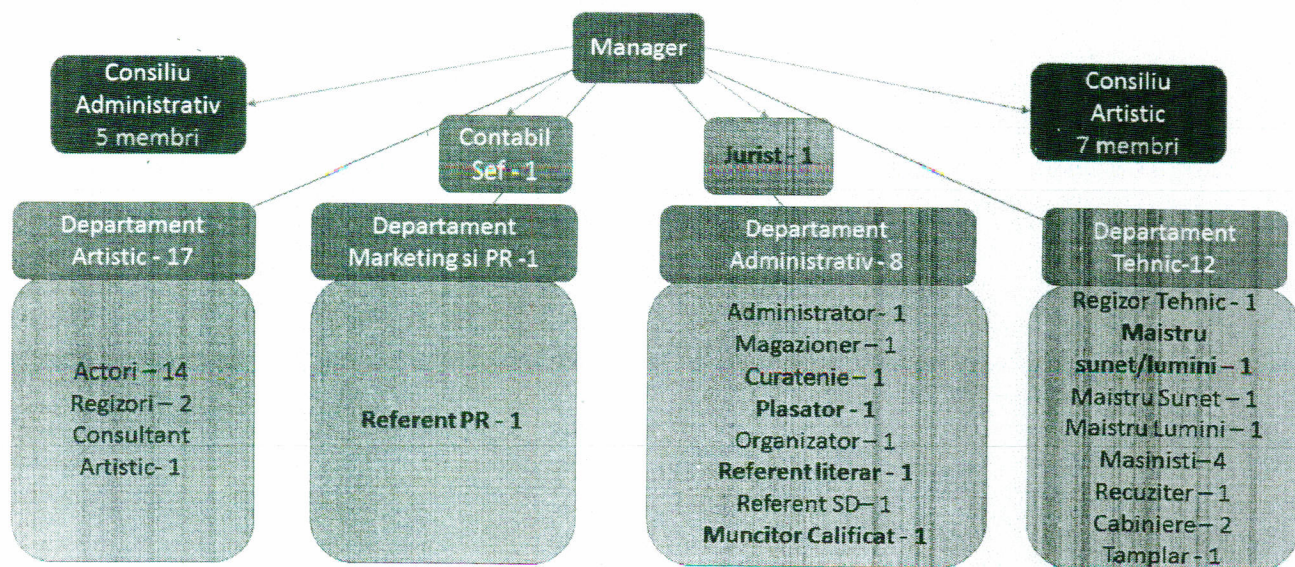 Manager
Consiliu
Administrativ
5 membri
Consiliu
Artistic
7 membri
Contabil
Sef - 1
Jurist - 1
Departament
Artistic - 17
Departament
Marketing si PR -1
Departament
Administrativ - 8
Departament
Tehnic-12
Actori – 14
Regizori – 2
Consultant
Artistic- 1
Referent PR - 1
Administrator - 1
Magazioner – 1
Curatenie – 1
Plasator - 1
Organizator – 1
Referent literar - 1
Referent SD– 1
Muncitor Calificat - 1
Regizor Tehnic - 1
Maistru
sunet/lumini – 1
Maistru Sunet – 1
Maistru Lumini – 1
Masinisti– 4
Recuziter – 1
Cabiniere – 2
Tamplar - 1